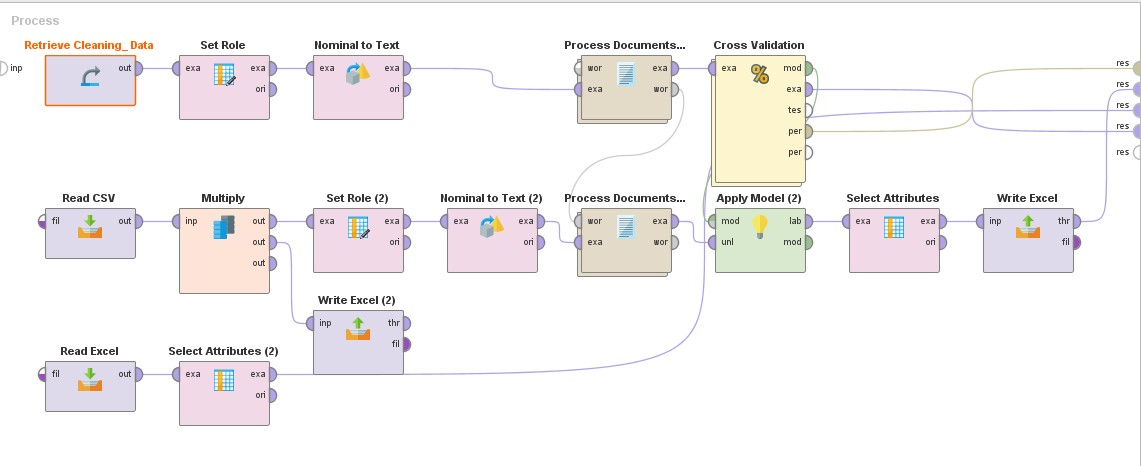 Process
Retrieve Cleaning_ Data
Set Role
Nominal to Text
Process Documents...
Cross Validation
inp
out
exa
exa
ori
exa
exa
ori
wor
exa
exa
wor
exa
mod
exa
tes
per
per
res
res
res
res
res
Read CSV
Multiply
Set Role (2)
Nominal to Text (2)
Process Documents...
Apply Model (2)
Select Attributes
Write Excel
fil
out
inp
out
out
out
exa
exa
ori
exa
exa
ori
wor
exa
exa
wor
mod
unl
lab
mod
exa
exa
ori
inp
thr
fil
Write Excel (2)
inp
thr
fil
Read Excel
Select Attributes (2)
fil
out
exa
exa
ori